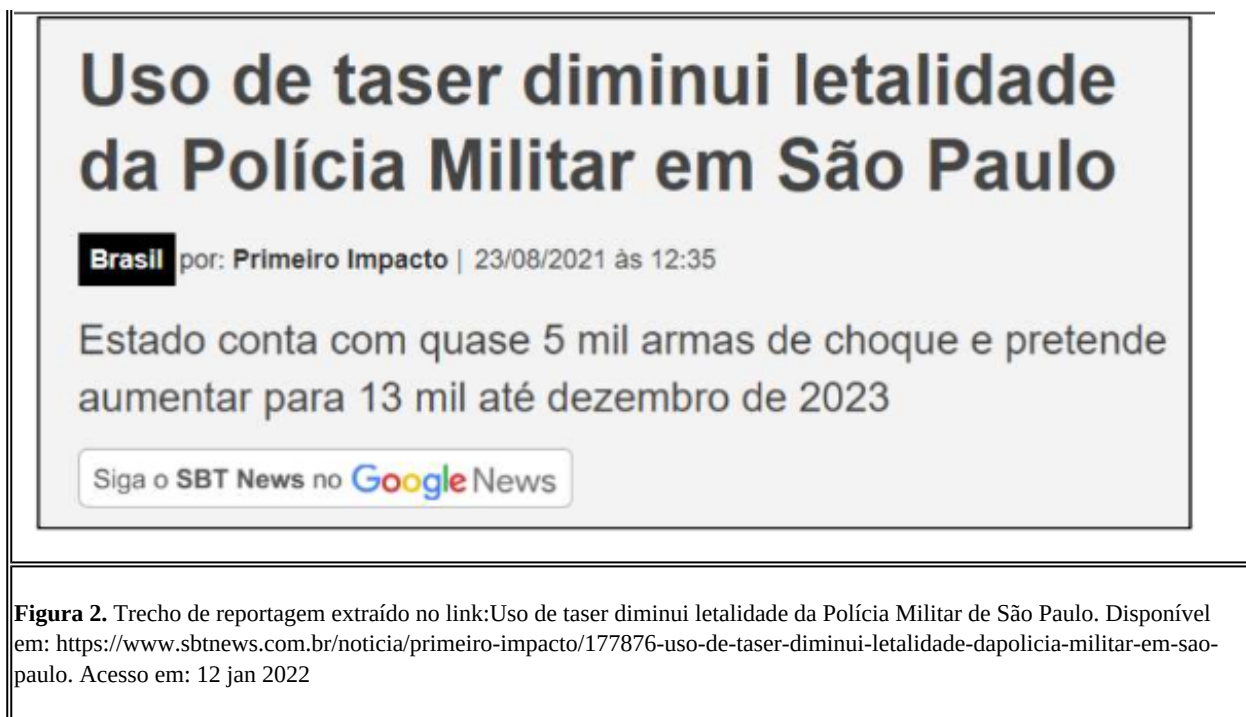 Uso de taser diminui letalidade
da Polícia Militar em São Paulo
Brasil por: Primeiro Impacto | 23/08/2021 às 12:35
Estado conta com quase 5 mil armas de choque e pretende
aumentar para 13 mil até dezembro de 2023
Siga o SBT News no Google News
Figura 2. Trecho de reportagem extraído no link:Uso de taser diminui letalidade da Polícia Militar de São Paulo. Disponível
em: https://www.sbtnews.com.br/noticia/primeiro-impacto/177876-uso-de-taser-diminui-letalidade-dapolicia-militar-em-sao-
paulo. Acesso em: 12 jan 2022